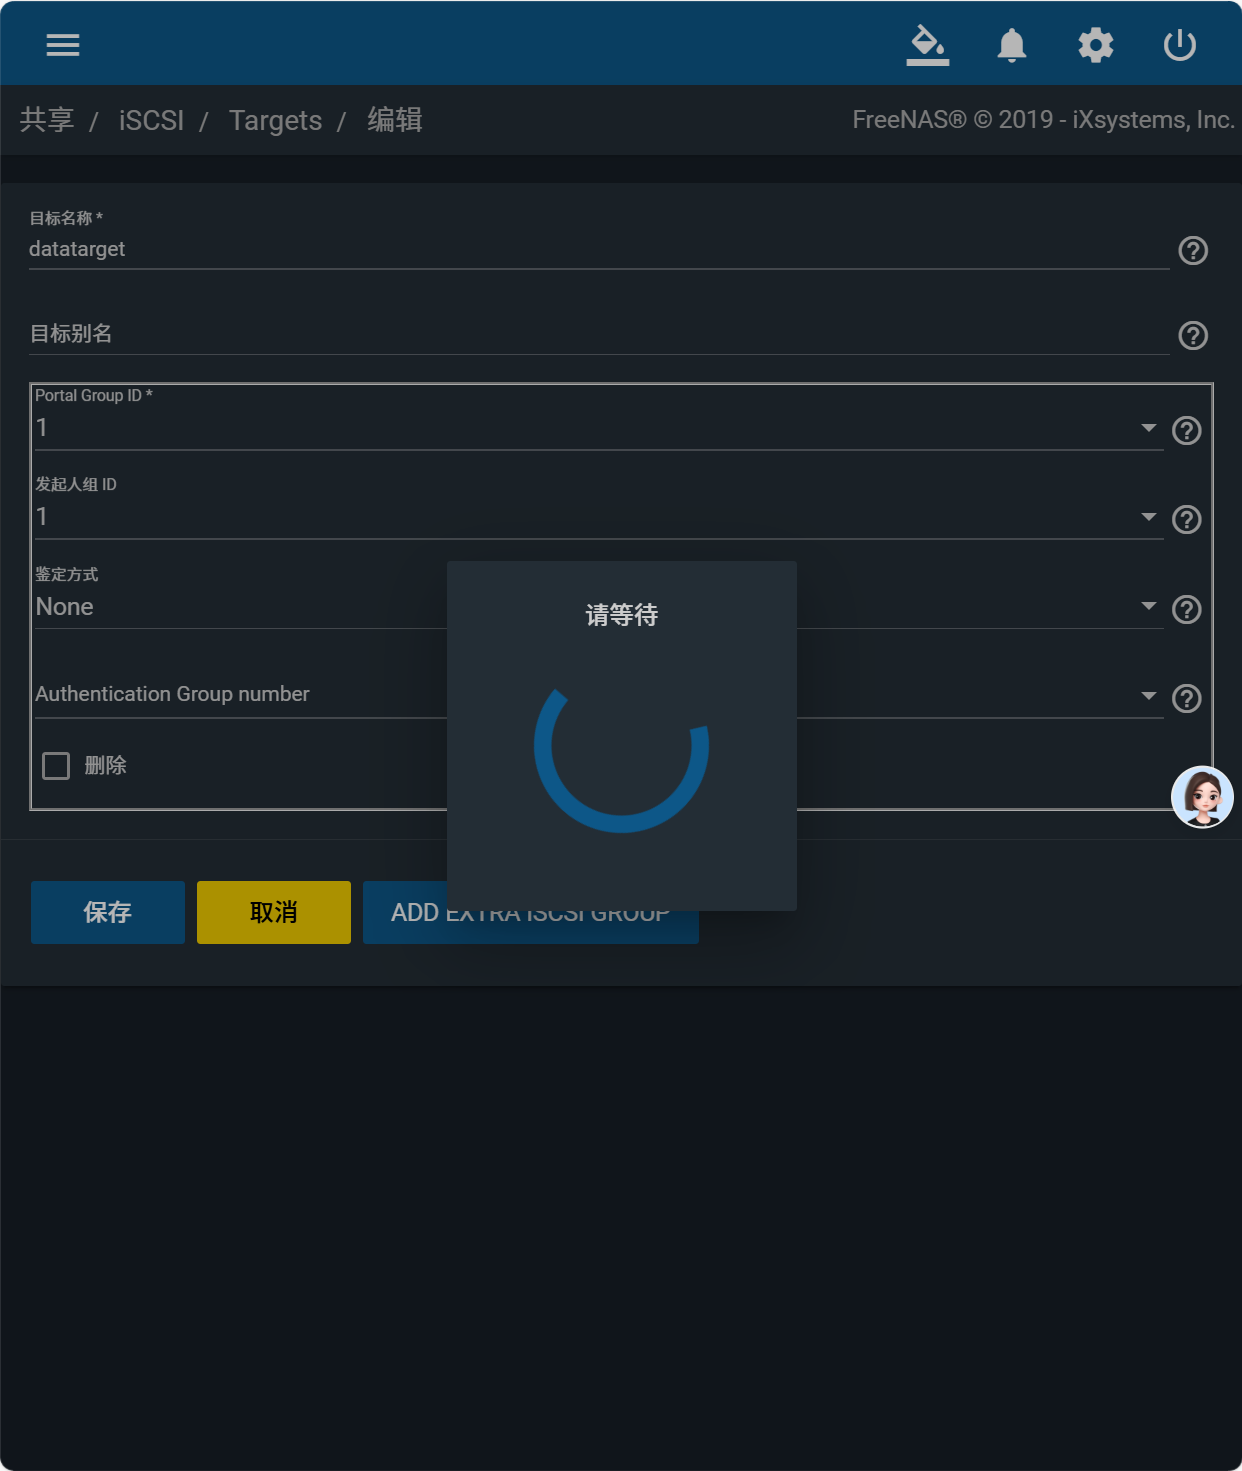 共享 / iSCSI / Targets / 编辑
FreeNAS® © 2019 - iXsystems, Inc.
目标名称 *
datatarget
目标别名
Portal Group ID *
1
发起人组 ID
1
鉴定方式
None
请等待
Authentication Group number
删除
保存
取消
ADD EXTRA ISCSI GROUP